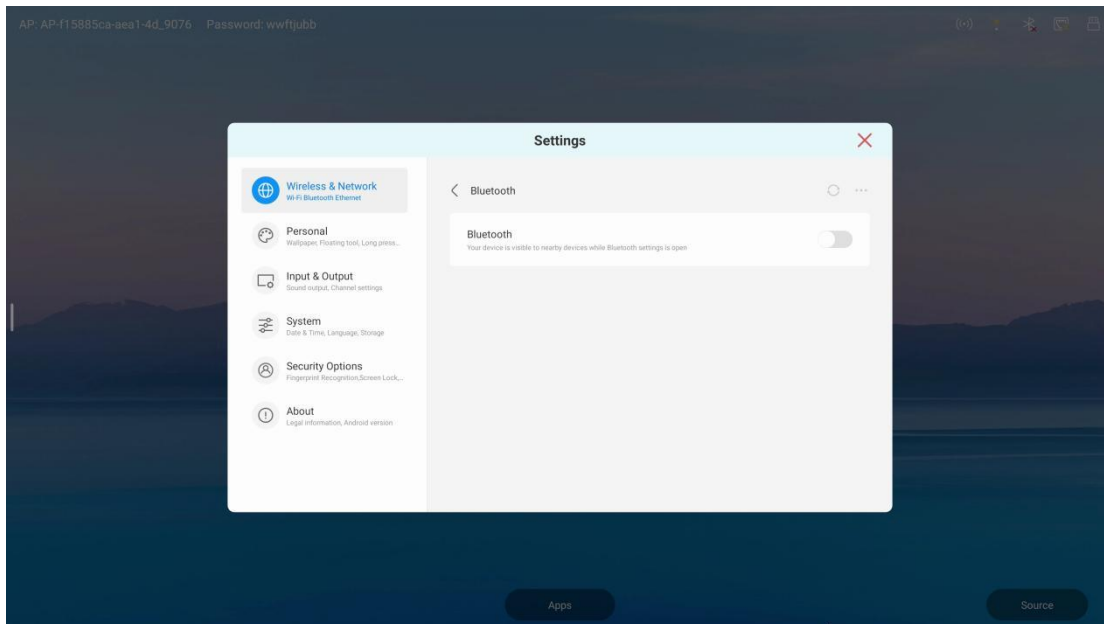 AP: AP-f15885ca-aea1-4d_9076 Password: wwftjubb
Settings
Wireless & Network
Wi-Fi Bluetooth Ethernet
Personal
Wallpaper, Floating tool, Long press...
Input & Output
Sound output, Channel settings
System
Date & Time, Language, Storage
Security Options
Fingerprint Recognition,Screen Lock,...
About
Legal information, Android version
Bluetooth
Bluetooth
Your device is visible to nearby devices while Bluetooth settings is open
Apps
Source